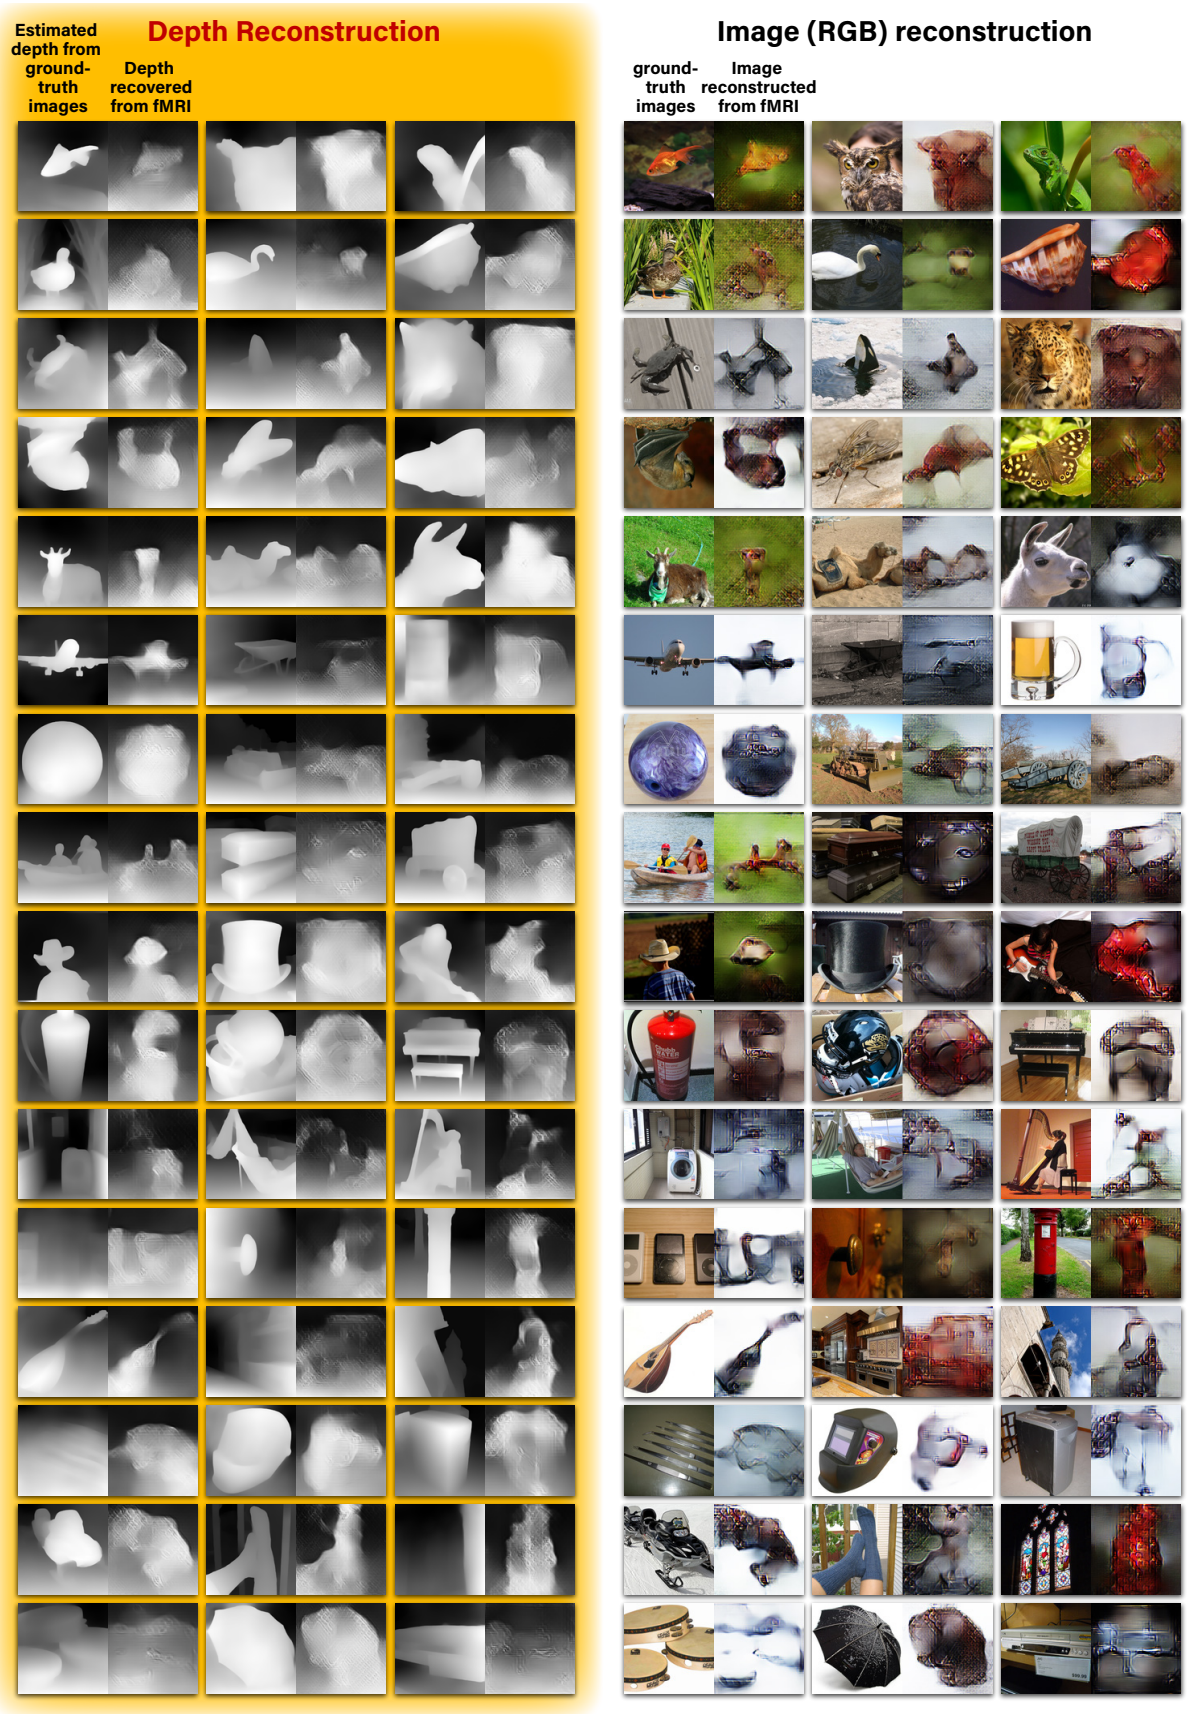 Depth Reconstruction
Estimated
depth from
ground-
truth
images
Depth
recovered
from fMRI
Image (RGB) reconstruction
ground-
truth
images
Image
reconstructed
from fMRI